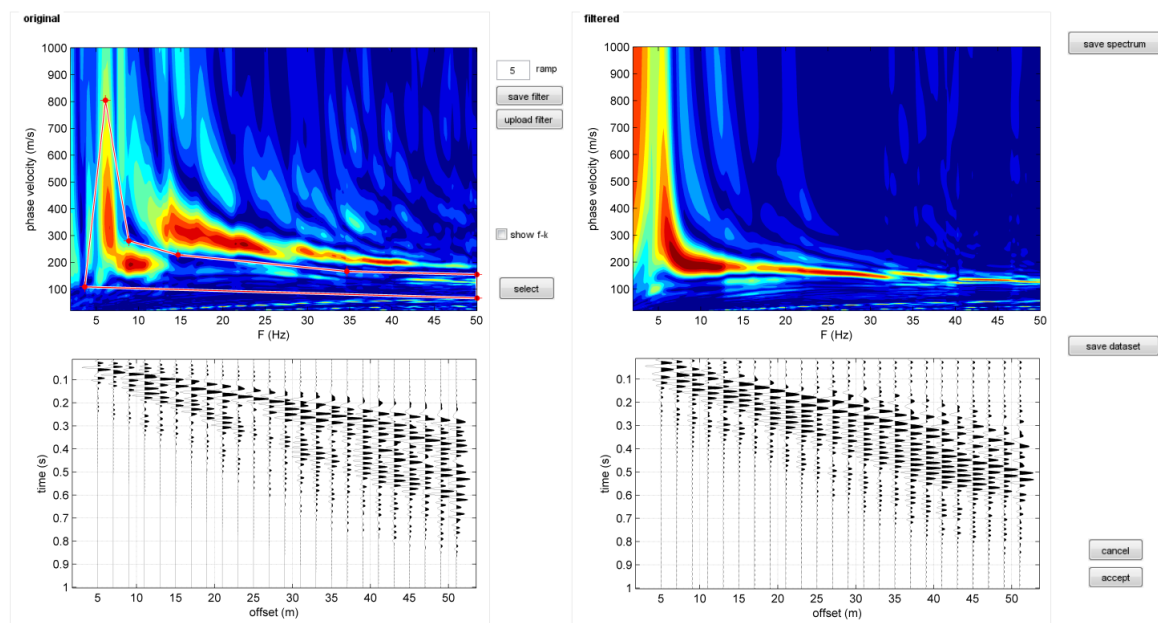 original
1000
900
800
700
600
500
400
300
200
100
phase velocity (m/s)
5 10 15 20 25 30 35 40 45 50
F (Hz)
5 ramp
save filter
upload filter
show f-k
select
0.1
0.2
0.3
0.4
0.5
0.6
0.7
0.8
0.9
1
time (s)
5 10 15 20 25 30 35 40 45 50
offset (m)
filtered
1000
900
800
700
600
500
400
300
200
100
phase velocity (m/s)
5 10 15 20 25 30 35 40 45 50
F (Hz)
0.1
0.2
0.3
0.4
0.5
0.6
0.7
0.8
0.9
1
time (s)
5 10 15 20 25 30 35 40 45 50
offset (m)
save spectrum
save dataset
cancel
accept